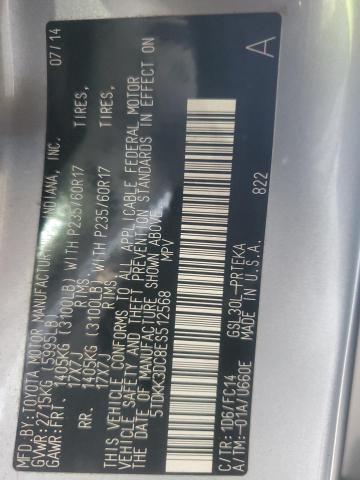 MFD.BY:TOYOTA MOTOR MANUFACTURING INDIANA, INC. 07/14
GVWR:2715KG (5995LB)
GAWR:FRT. 1405KG (3100LB) WITH P235/60R17 TIRES,
17X7J RIMS
RR. 1405KG (3100LB) WITH P235/60R17 TIRES,
17X7J RIMS
THIS VEHICLE CONFORMS TO ALL APPLICABLE FEDERAL MOTOR
VEHICLE SAFETY AND THEFT PREVENTION STANDARDS IN EFFECT ON
THE DATE OF MANUFACTURE SHOWN ABOVE.
5TDKK3DC8ES512568 MPV
A
822
C/TR:1D6/FC14 GSL30L-PRTEKA
A/TM:-01A/U660E MADE IN U.S.A.